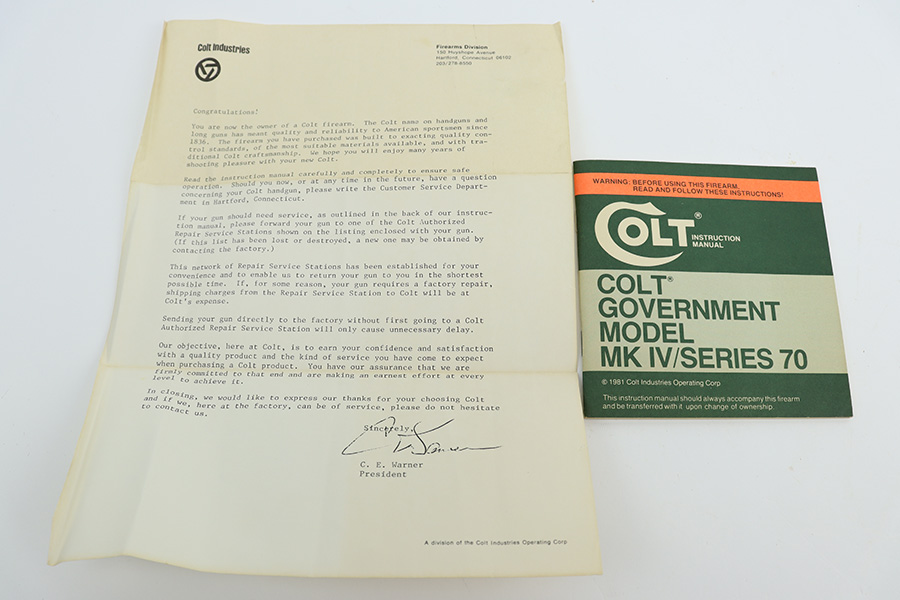 Colt Industries
Firearms Division
150 Huyshope Avenue
Hartford, Connecticut 06102
203/278-8550
Congratulations!
You are now the owner of a Colt firearm. The Colt name on handguns and
long guns has meant quality and reliability to American sportsmen since
1836. The firearm you have purchased was built to exacting quality con-
trol standards, of the most suitable materials available, and with tra-
ditional Colt craftsmanship. We hope you will enjoy many years of
shooting pleasure with your new Colt.
Read the instruction manual carefully and completely to ensure safe
operation. Should you now, or at any time in the future, have a question
concerning your Colt handgun, please write the Customer Service Depart-
ment in Hartford, Connecticut.
If your gun should need service, as outlined in the back of our instruc-
tion manual, please forward your gun to one of the Colt Authorized
Repair Service Stations shown on the listing enclosed with your gun.
(If this list has been lost or destroyed, a new one may be obtained by
contacting the factory.)
This network of Repair Service Stations has been established for your
convenience and to enable us to return your gun to you in the shortest
possible time. If, for some reason, your gun requires a factory repair,
shipping charges from the Repair Service Station to Colt will be at
Colt's expense.
Sending your gun directly to the factory without first going to a Colt
Authorized Repair Service Station will only cause unnecessary delay.
Our objective, here at Colt, is to earn your confidence and satisfaction
with a quality product and the kind of service you have come to expect
when purchasing a Colt product. You have our assurance that we are
firmly committed to that end and are making an earnest effort at every
level to achieve it.
In closing, we would like to express our thanks for your choosing Colt
and if we, here at the factory, can be of service, please do not hesitate
to contact us.
Sincerely,
C. E. Warner
President
A division of the Colt Industries Operating Corp
WARNING: BEFORE USING THIS FIREARM,
READ AND FOLLOW THESE INSTRUCTIONS!
COLT® INSTRUCTION
MANUAL
COLT®
GOVERNMENT
MODEL
MK IV/SERIES 70
© 1981 Colt Industries Operating Corp
This instruction manual should always accompany this firearm
and be transferred with it upon change of ownership.